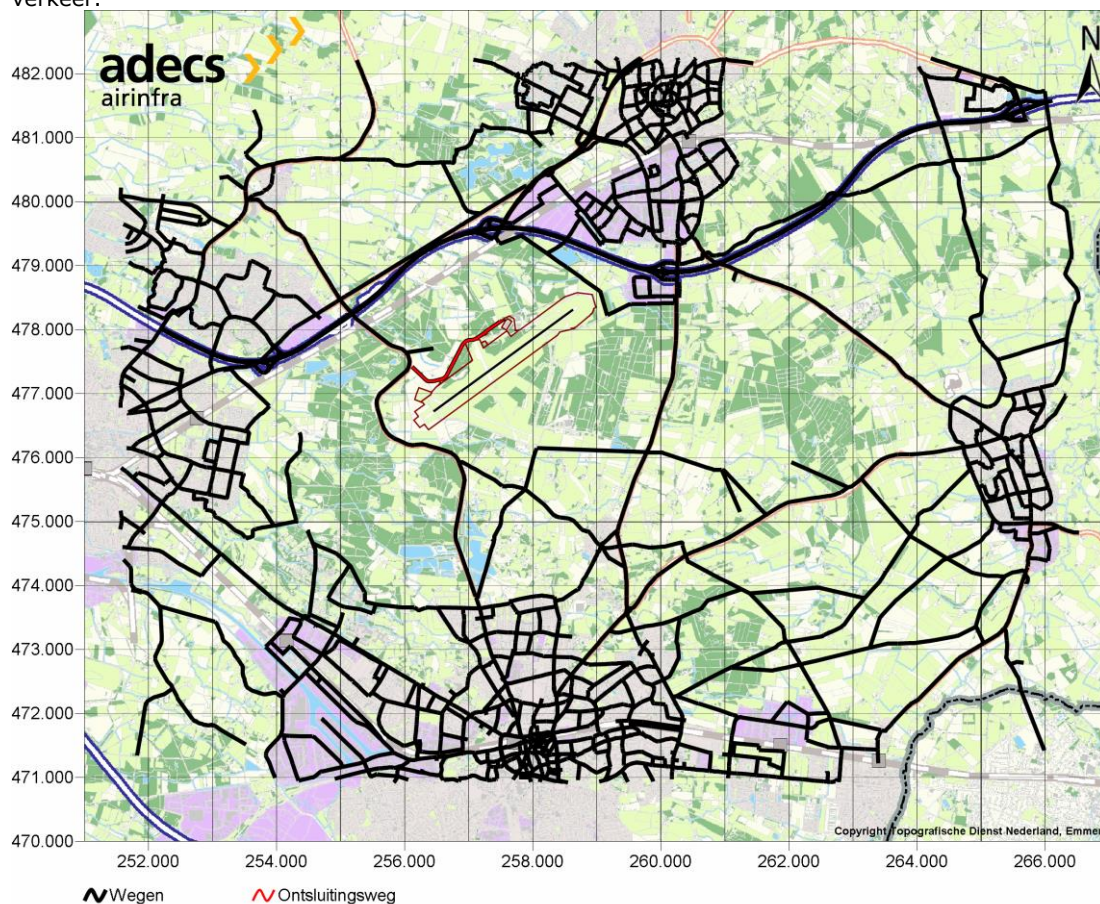 verkeer.
adecs
airinfra
N
482.000
481.000
480.000
479.000
478.000
477.000
476.000
475.000
474.000
473.000
472.000
471.000
470.000
Copyright Topografische Dienst Nederland, Emmen
252.000 254.000 256.000 258.000 260.000 262.000 264.000 266.000
Wegen Ontsluitingsweg